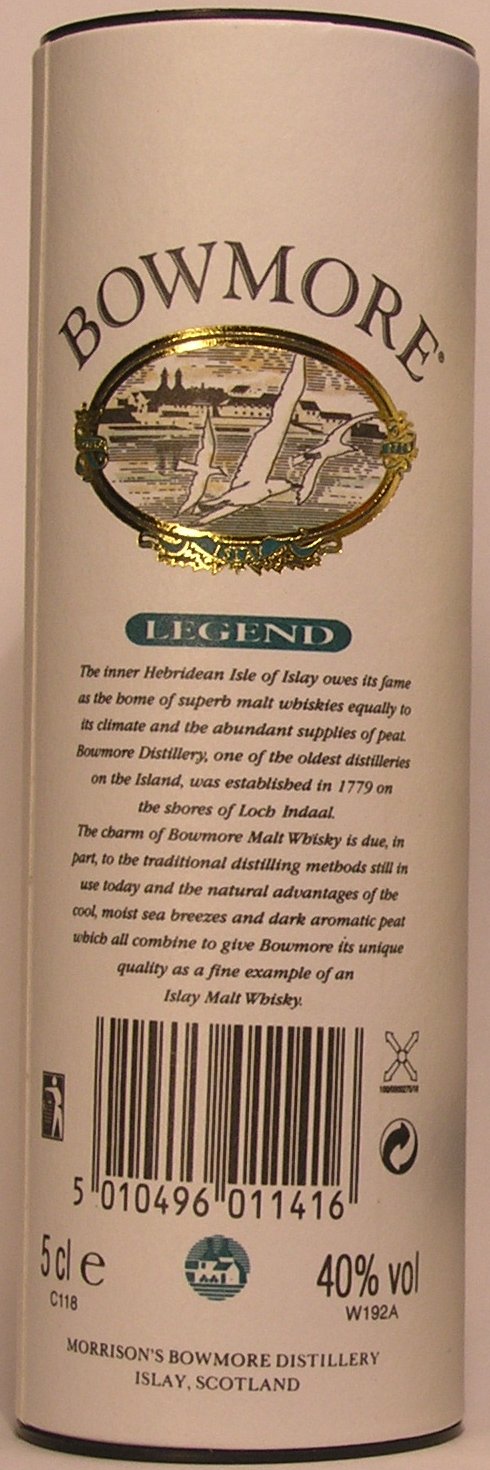 BOWMORE®
LEGEND
The inner Hebridean Isle of Islay owes its fame
as the home of superb malt whiskies equally to
its climate and the abundant supplies of peat.
Bowmore Distillery, one of the oldest distilleries
on the Island, was established in 1779 on
the shores of Loch Indaal.
The charm of Bowmore Malt Whisky is due, in
part, to the traditional distilling methods still in
use today and the natural advantages of the
cool, moist sea breezes and dark aromatic peat
which all combine to give Bowmore its unique
quality as a fine example of an
Islay Malt Whisky.
5 010496 011416
5 cl e
40% vol
C118
W192A
MORRISON'S BOWMORE DISTILLERY
ISLAY, SCOTLAND